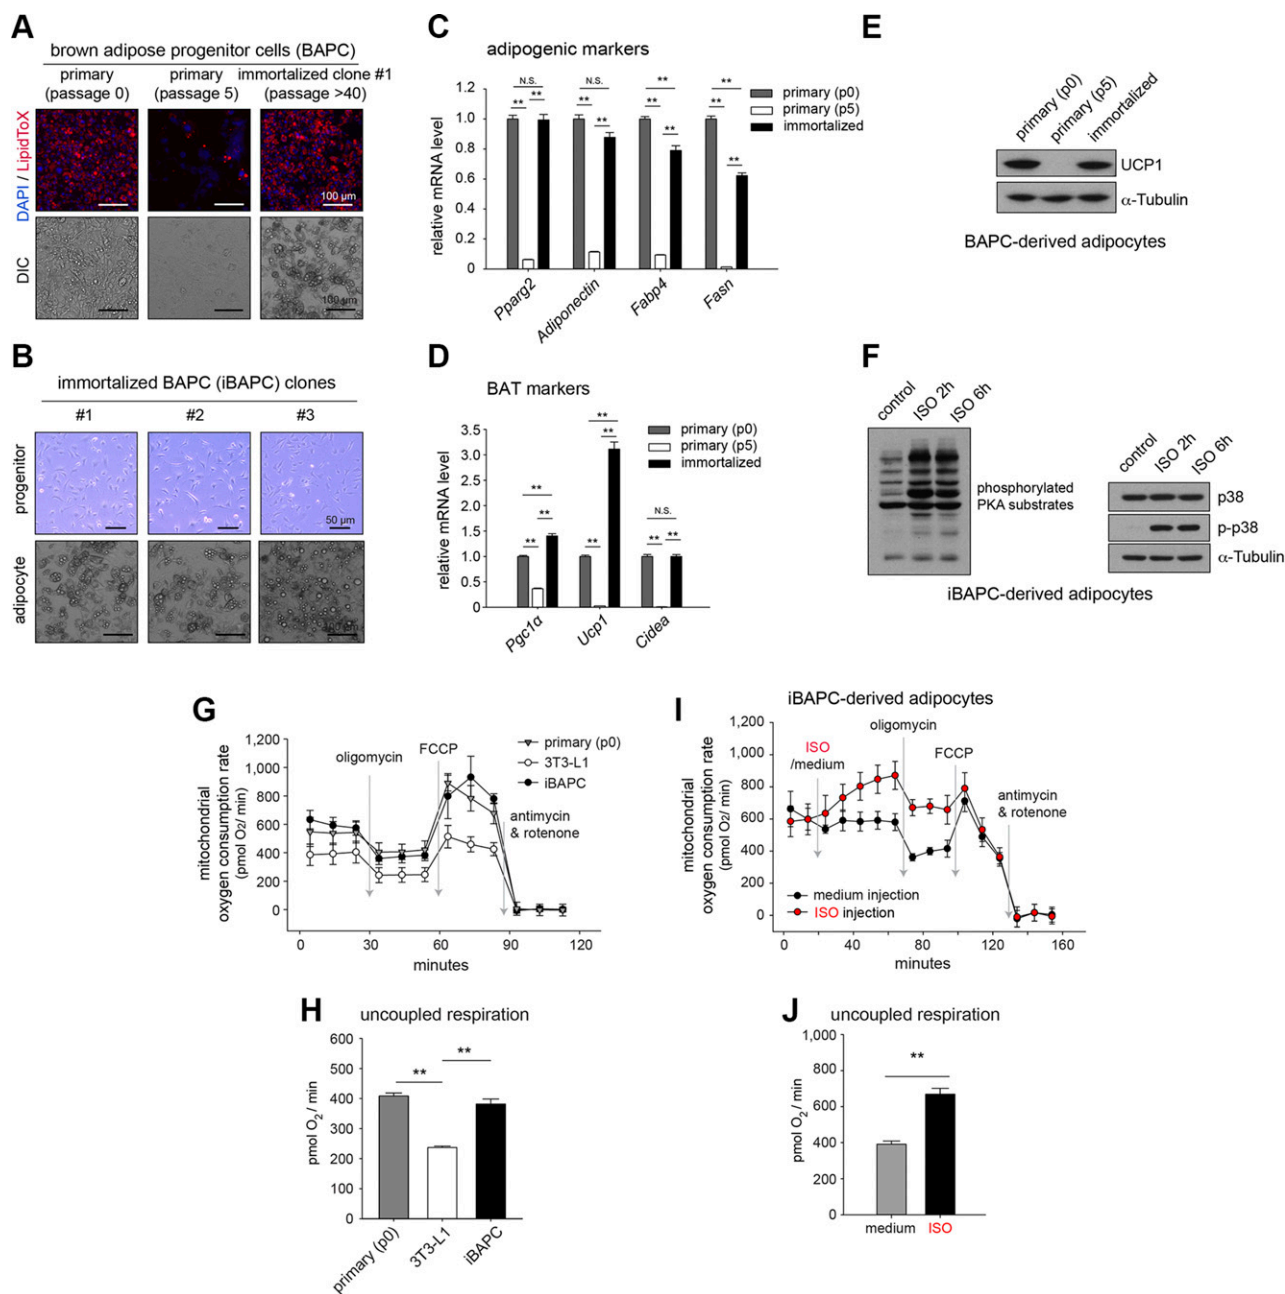 A
brown adipose progenitor cells (BAPC)
primary
(passage 0)
primary
(passage 5)
immortalized clone #1
(passage >40)
DAPI / LipidToX
100 µm
DIC
100 µm
B
immortalized BAPC (iBAPC) clones
#1
#2
#3
progenitor
50 µm
adipocyte
C
adipogenic markers
N.S.
N.S.
**
**
** **
** **
** **
**
**
primary (p0)
primary (p5)
immortalized
relative mRNA level
1.2
1.0
0.8
0.6
0.4
0.2
0
Pparg2
Adiponectin
Fabp4
Fasn
D
BAT markers
primary (p0)
primary (p5)
immortalized
relative mRNA level
3.5
3.0
2.5
2.0
1.5
1.0
0.5
0
**
**
**
**
**
**
N.S.
** **
Pgc1α
Ucp1
Cidea
E
primary (p0)
primary (p5)
immortalized
UCP1
α-Tubulin
BAPC-derived adipocytes
F
control
ISO 2h
ISO 6h
phosphorylated
PKA substrates
control
ISO 2h
ISO 6h
p38
p-p38
α-Tubulin
iBAPC-derived adipocytes
G
mitochondrial
oxygen consumption rate
(pmol O2/ min)
1,200
1,000
800
600
400
200
0
oligomycin
FCCP
primary (p0)
3T3-L1
iBAPC
antimycin
& rotenone
0 30 60 90 120
minutes
H
uncoupled respiration
pmol O2 / min
600
500
400
300
200
100
0
**
**
primary (p0)
3T3-L1
iBAPC
I
iBAPC-derived adipocytes
mitochondrial
oxygen consumption rate
(pmol O2/ min)
1,200
1,000
800
600
400
200
0
ISO
/medium
oligomycin
FCCP
antimycin
& rotenone
medium injection
ISO injection
0 40 80 120 160
minutes
J
uncoupled respiration
pmol O2 / min
1,000
800
600
400
200
0
**
medium
ISO